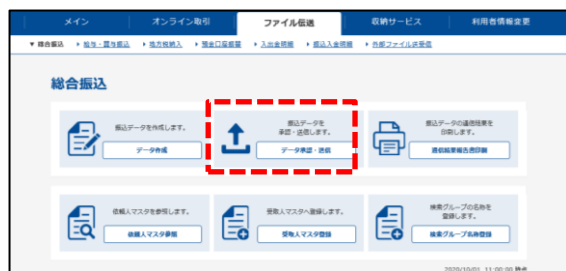 メイン オンライン取引 ファイル伝送 収納サービス 利用者情報変更
▼ 総合振込 ▸ 給与・賞与振込 ▸ 地方税納入 ▸ 預金口座振替 ▸ 入出金明細 ▸ 振込入金明細 ▸ 外部ファイル送受信
総合振込
振込データを作成します。
データ作成
振込データを
承認・送信します。
データ承認・送信
振込データの通信結果を
印刷します。
通信結果報告書印刷
依頼人マスタを参照します。
依頼人マスタ参照
受取人マスタへ登録します。
受取人マスタ登録
検索グループの名称を
登録します。
検索グループ名称登録
2020/10/01 11:00:00 時点